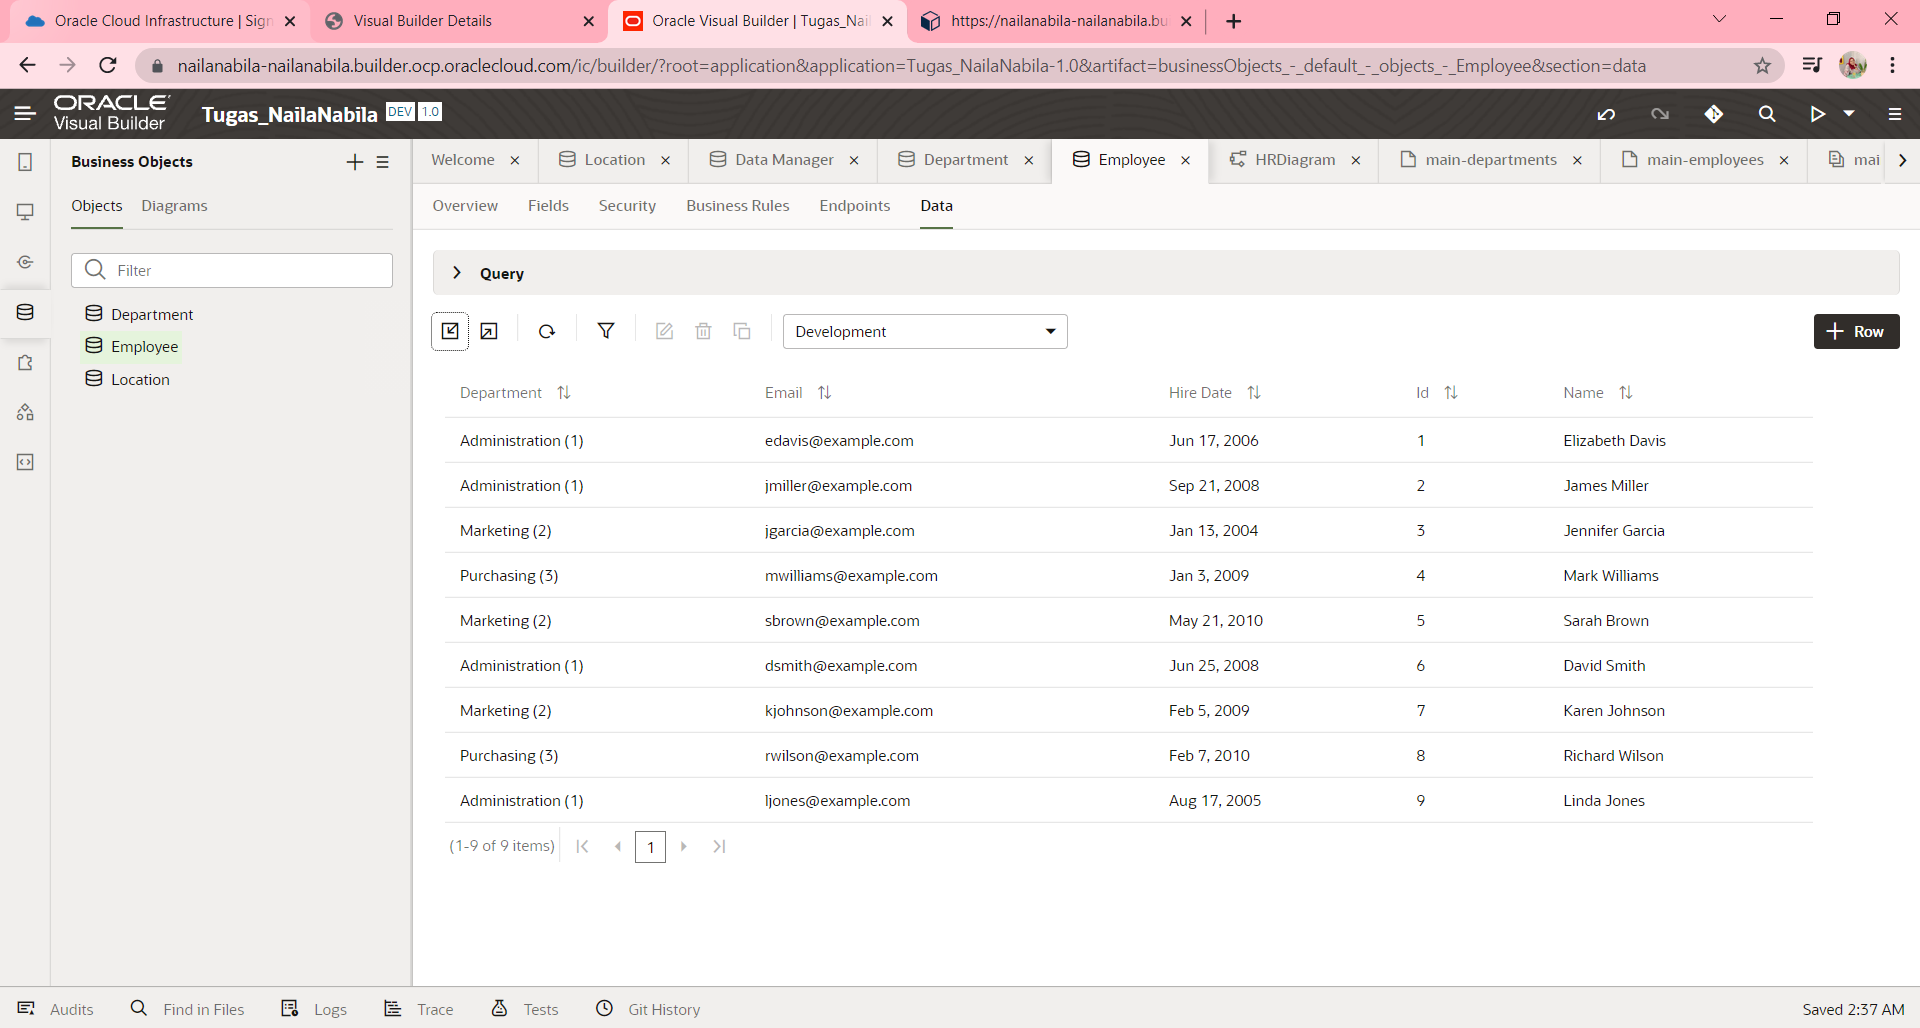 Oracle Cloud Infrastructure | Sign
Visual Builder Details
Oracle Visual Builder | Tugas_Nail
https://nailanabila-nailanabila.bu
nailanabila-nailanabila.builder.ocp.oraclecloud.com/ic/builder/?root=application&application=Tugas_NailaNabila-1.0&artifact=businessObjects_-_default_-_objects_-_Employee&section=data
ORACLE
Visual Builder
Tugas_NailaNabila DEV 1.0
Business Objects
Welcome Location Data Manager Department Employee HRDiagram main-departments main-employees mai
Objects Diagrams
Overview Fields Security Business Rules Endpoints Data
Filter
Department
Employee
Location
Query
Development
Row
Department Email Hire Date Id Name
Administration (1) edavis@example.com Jun 17, 2006 1 Elizabeth Davis
Administration (1) jmiller@example.com Sep 21, 2008 2 James Miller
Marketing (2) jgarcia@example.com Jan 13, 2004 3 Jennifer Garcia
Purchasing (3) mwilliams@example.com Jan 3, 2009 4 Mark Williams
Marketing (2) sbrown@example.com May 21, 2010 5 Sarah Brown
Administration (1) dsmith@example.com Jun 25, 2008 6 David Smith
Marketing (2) kjohnson@example.com Feb 5, 2009 7 Karen Johnson
Purchasing (3) rwilson@example.com Feb 7, 2010 8 Richard Wilson
Administration (1) ljones@example.com Aug 17, 2005 9 Linda Jones
(1-9 of 9 items) 1
Audits Find in Files Logs Trace Tests Git History Saved 2:37 AM